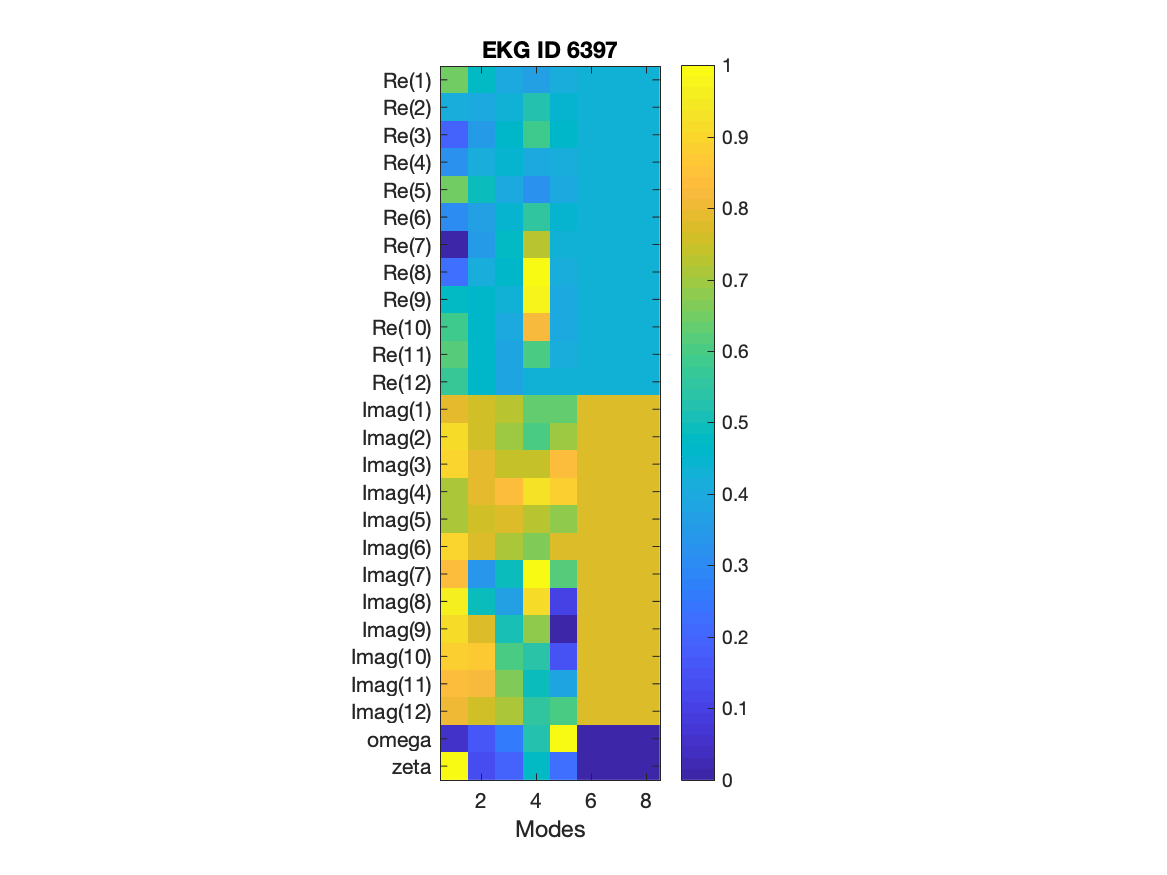 EKG ID 6397
Re(1)
Re(2)
Re(3)
Re(4)
Re(5)
Re(6)
Re(7)
Re(8)
Re(9)
Re(10)
Re(11)
Re(12)
Imag(1)
Imag(2)
Imag(3)
Imag(4)
Imag(5)
Imag(6)
Imag(7)
Imag(8)
Imag(9)
Imag(10)
Imag(11)
Imag(12)
omega
zeta
2 4 6 8
Modes
1
0.9
0.8
0.7
0.6
0.5
0.4
0.3
0.2
0.1
0